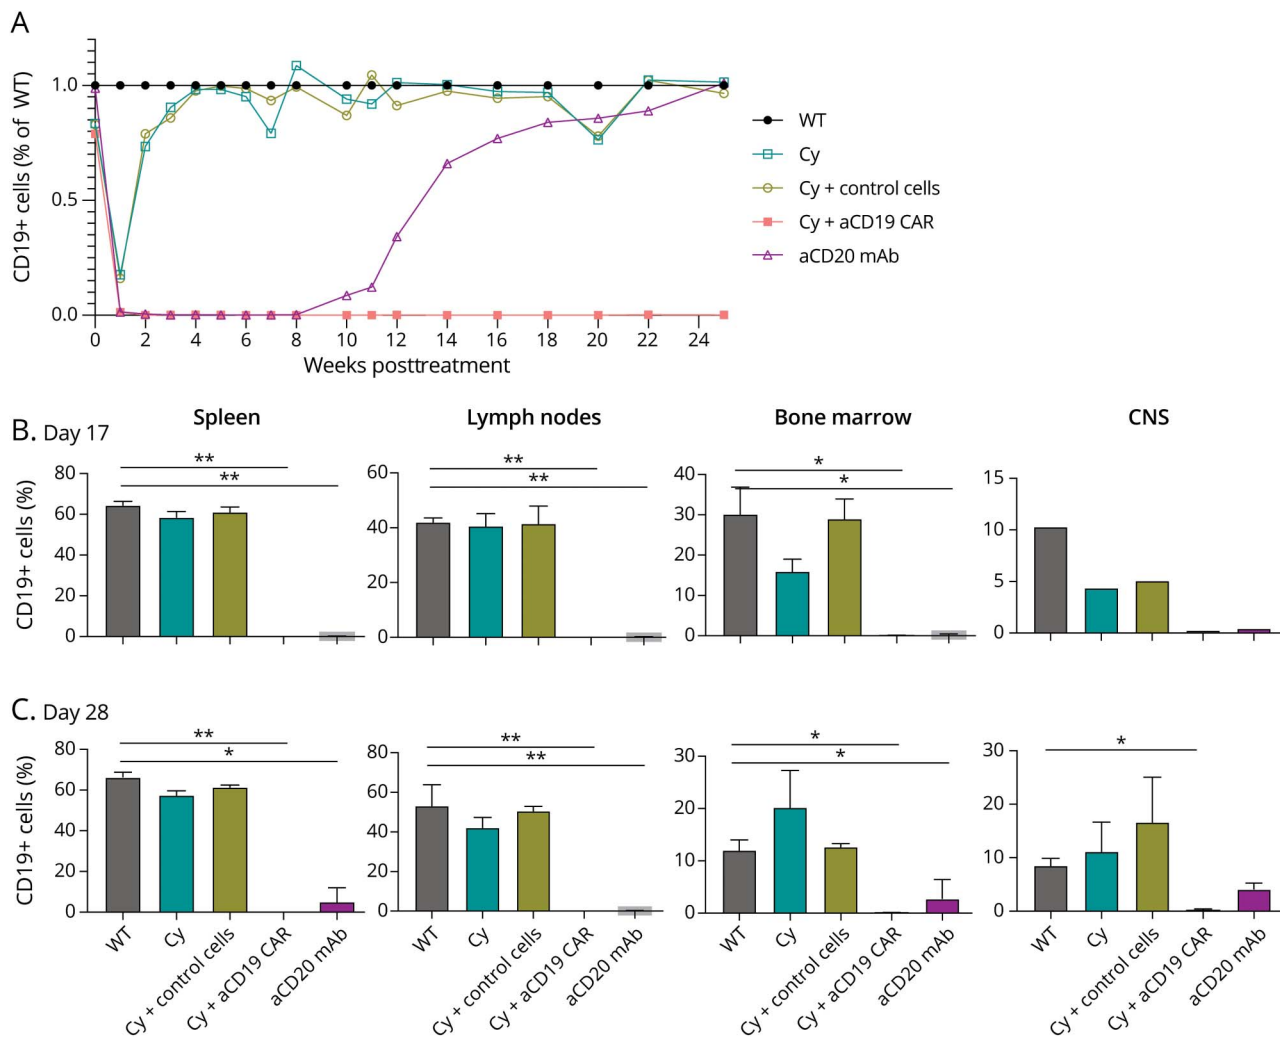 A
CD19+ cells (% of WT)
1.0
0.5
0.0
0 2 4 6 8 10 12 14 16 18 20 22 24
Weeks posttreatment
WT
Cy
Cy + control cells
Cy + aCD19 CAR
aCD20 mAb
B. Day 17
Spleen
Lymph nodes
Bone marrow
CNS
CD19+ cells (%)
80
60
40
20
0
**
**
60
40
20
0
**
**
40
30
20
10
0
*
*
15
10
5
0
C. Day 28
CD19+ cells (%)
80
60
40
20
0
**
*
WT
Cy
Cy + control cells
Cy + aCD19 CAR
aCD20 mAb
80
60
40
20
0
**
**
WT
Cy
Cy + control cells
Cy + aCD19 CAR
aCD20 mAb
30
20
10
0
*
*
WT
Cy
Cy + control cells
Cy + aCD19 CAR
aCD20 mAb
30
20
10
0
*
WT
Cy
Cy + control cells
Cy + aCD19 CAR
aCD20 mAb